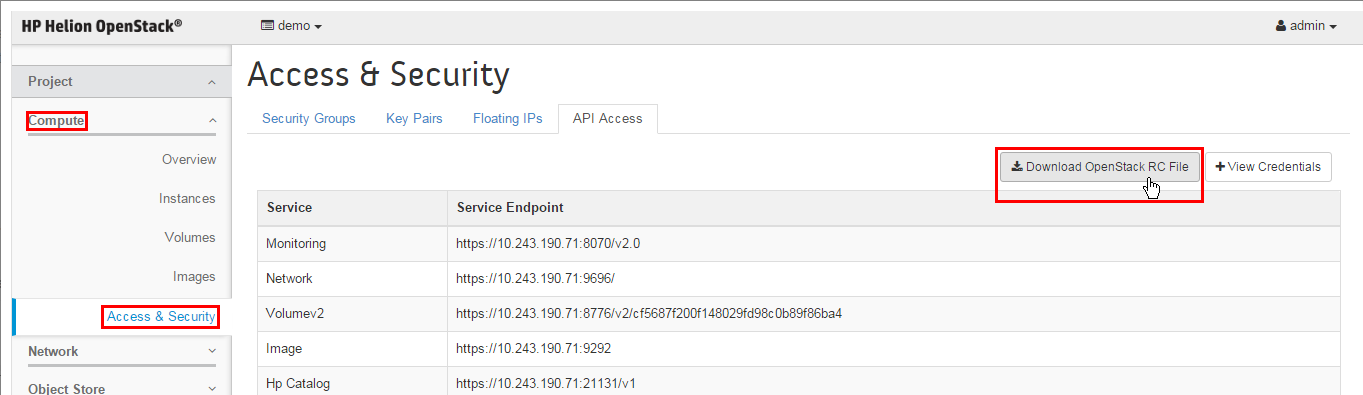 HP Helion OpenStack® demo admin
Project
Compute
Overview
Instances
Volumes
Images
Access & Security
Network
Object Store
Access & Security
Security Groups Key Pairs Floating IPs API Access
Download OpenStack RC File View Credentials
Service Service Endpoint
Monitoring https://10.243.190.71:8070/v2.0
Network https://10.243.190.71:9696/
Volumev2 https://10.243.190.71:8776/v2/cf5687f200f148029fd98c0b89f86ba4
Image https://10.243.190.71:9292
Hp Catalog https://10.243.190.71:21131/v1